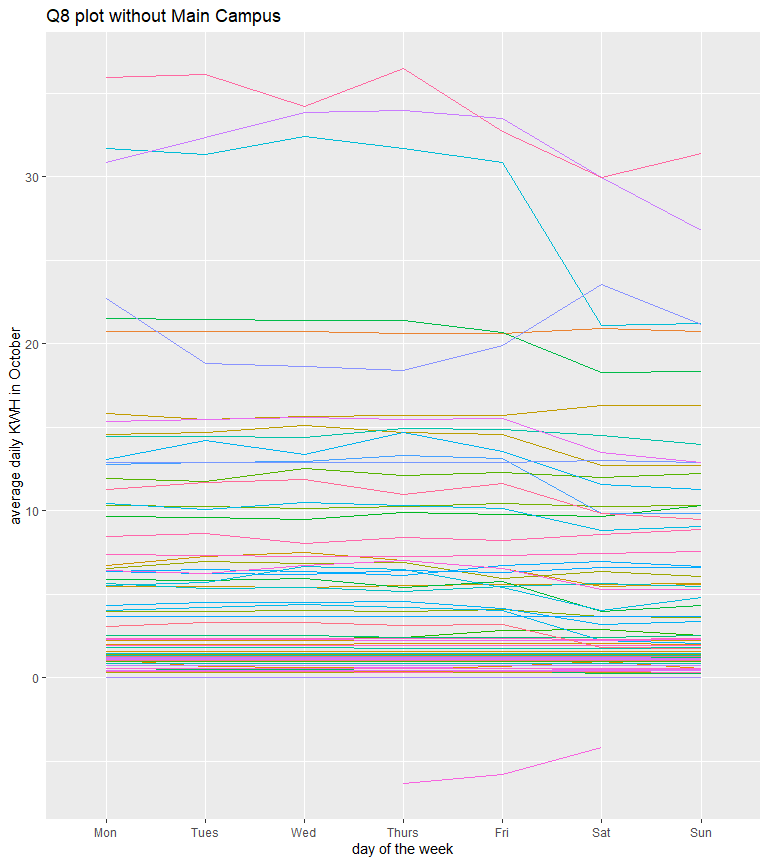 Q8 plot without Main Campus
average daily KWH in October
30
20
10
0
Mon Tues Wed Thurs Fri Sat Sun
day of the week